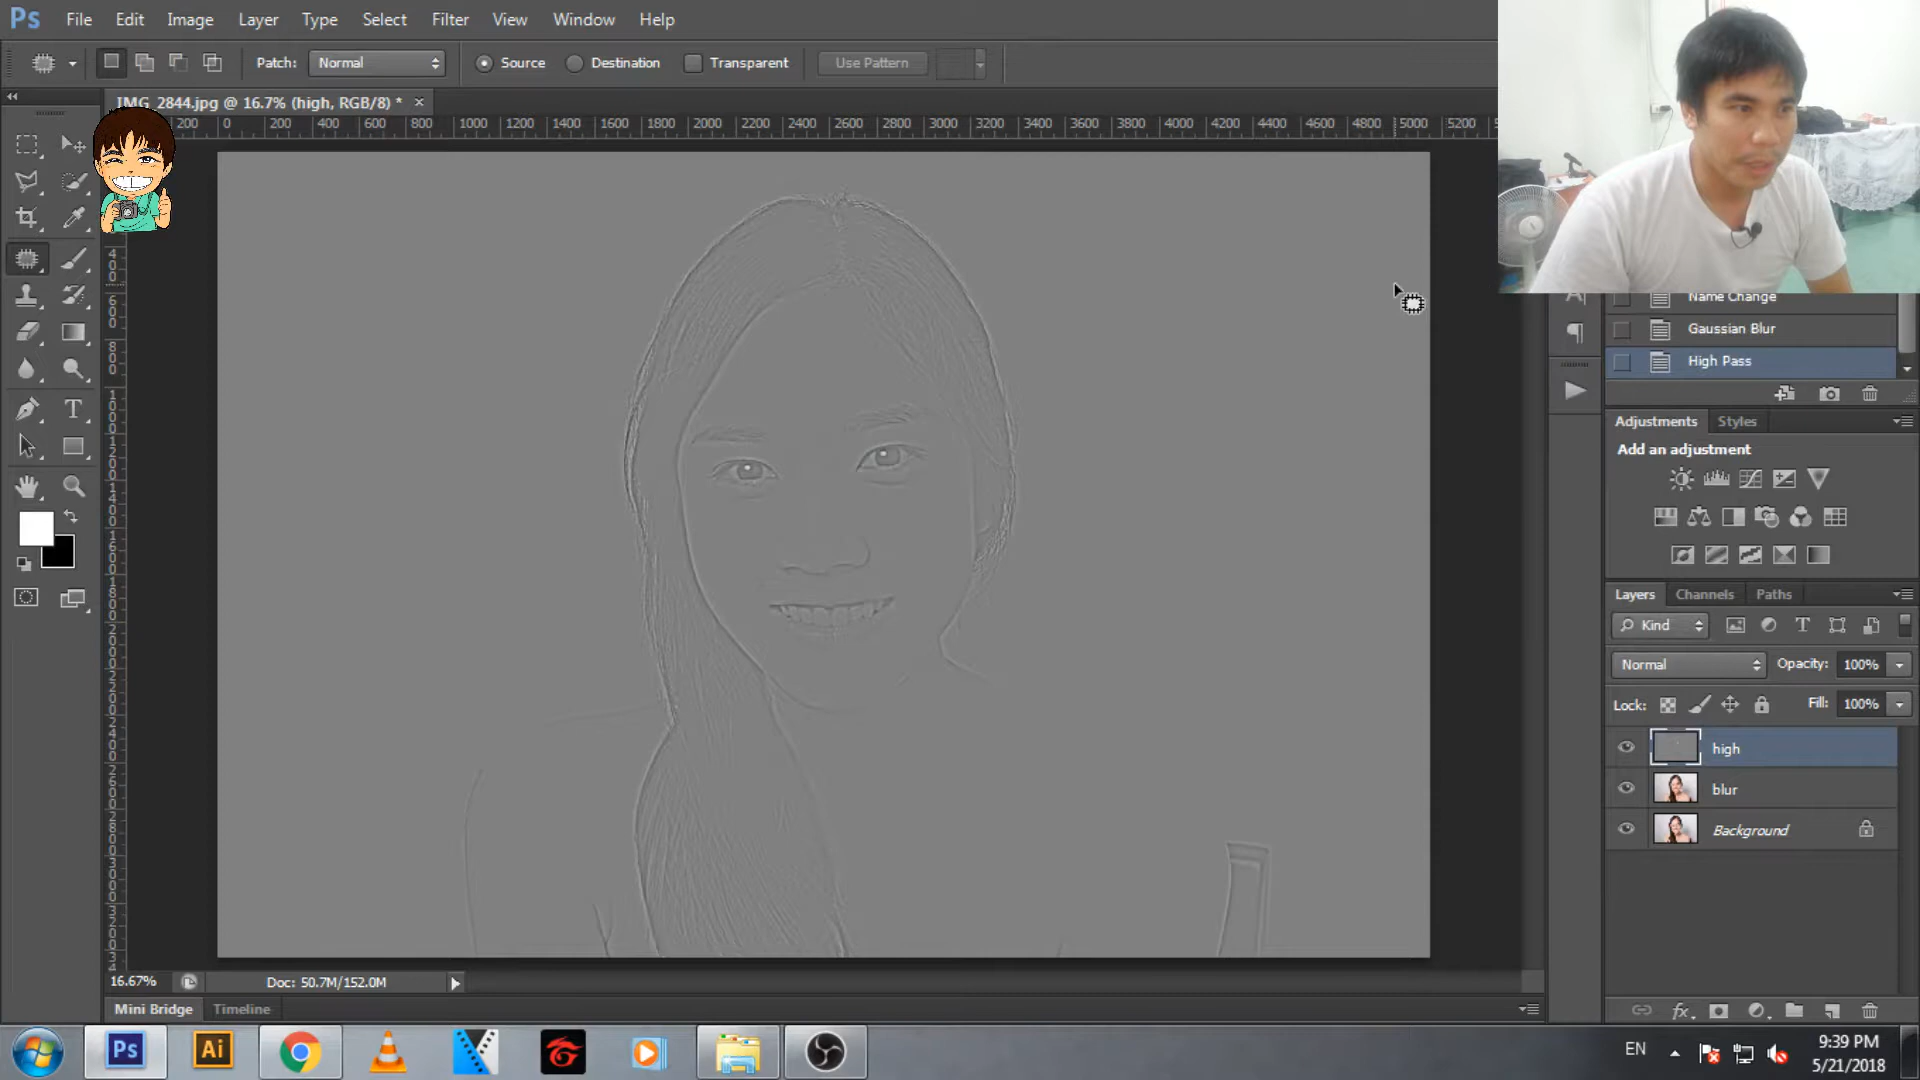 Ps File Edit Image Layer Type Select Filter View Window Help
Patch: Normal Source Destination Transparent Use Pattern
IMG_2844.jpg @ 16.7% (high, RGB/8) * ×
200 0 200 400 600 800 1000 1200 1400 1600 1800 2000 2200 2400 2600 2800 3000 3200 3400 3600 3800 4000 4200 4400 4600 4800 5000 5200
Name Change
Gaussian Blur
High Pass
Adjustments Styles
Add an adjustment
Layers Channels Paths
Kind
Normal Opacity: 100%
Lock: Fill: 100%
high
blur
Background
16.67% Doc: 50.7M/152.0M
Mini Bridge Timeline
Ps Ai EN 9:39 PM
5/21/2018